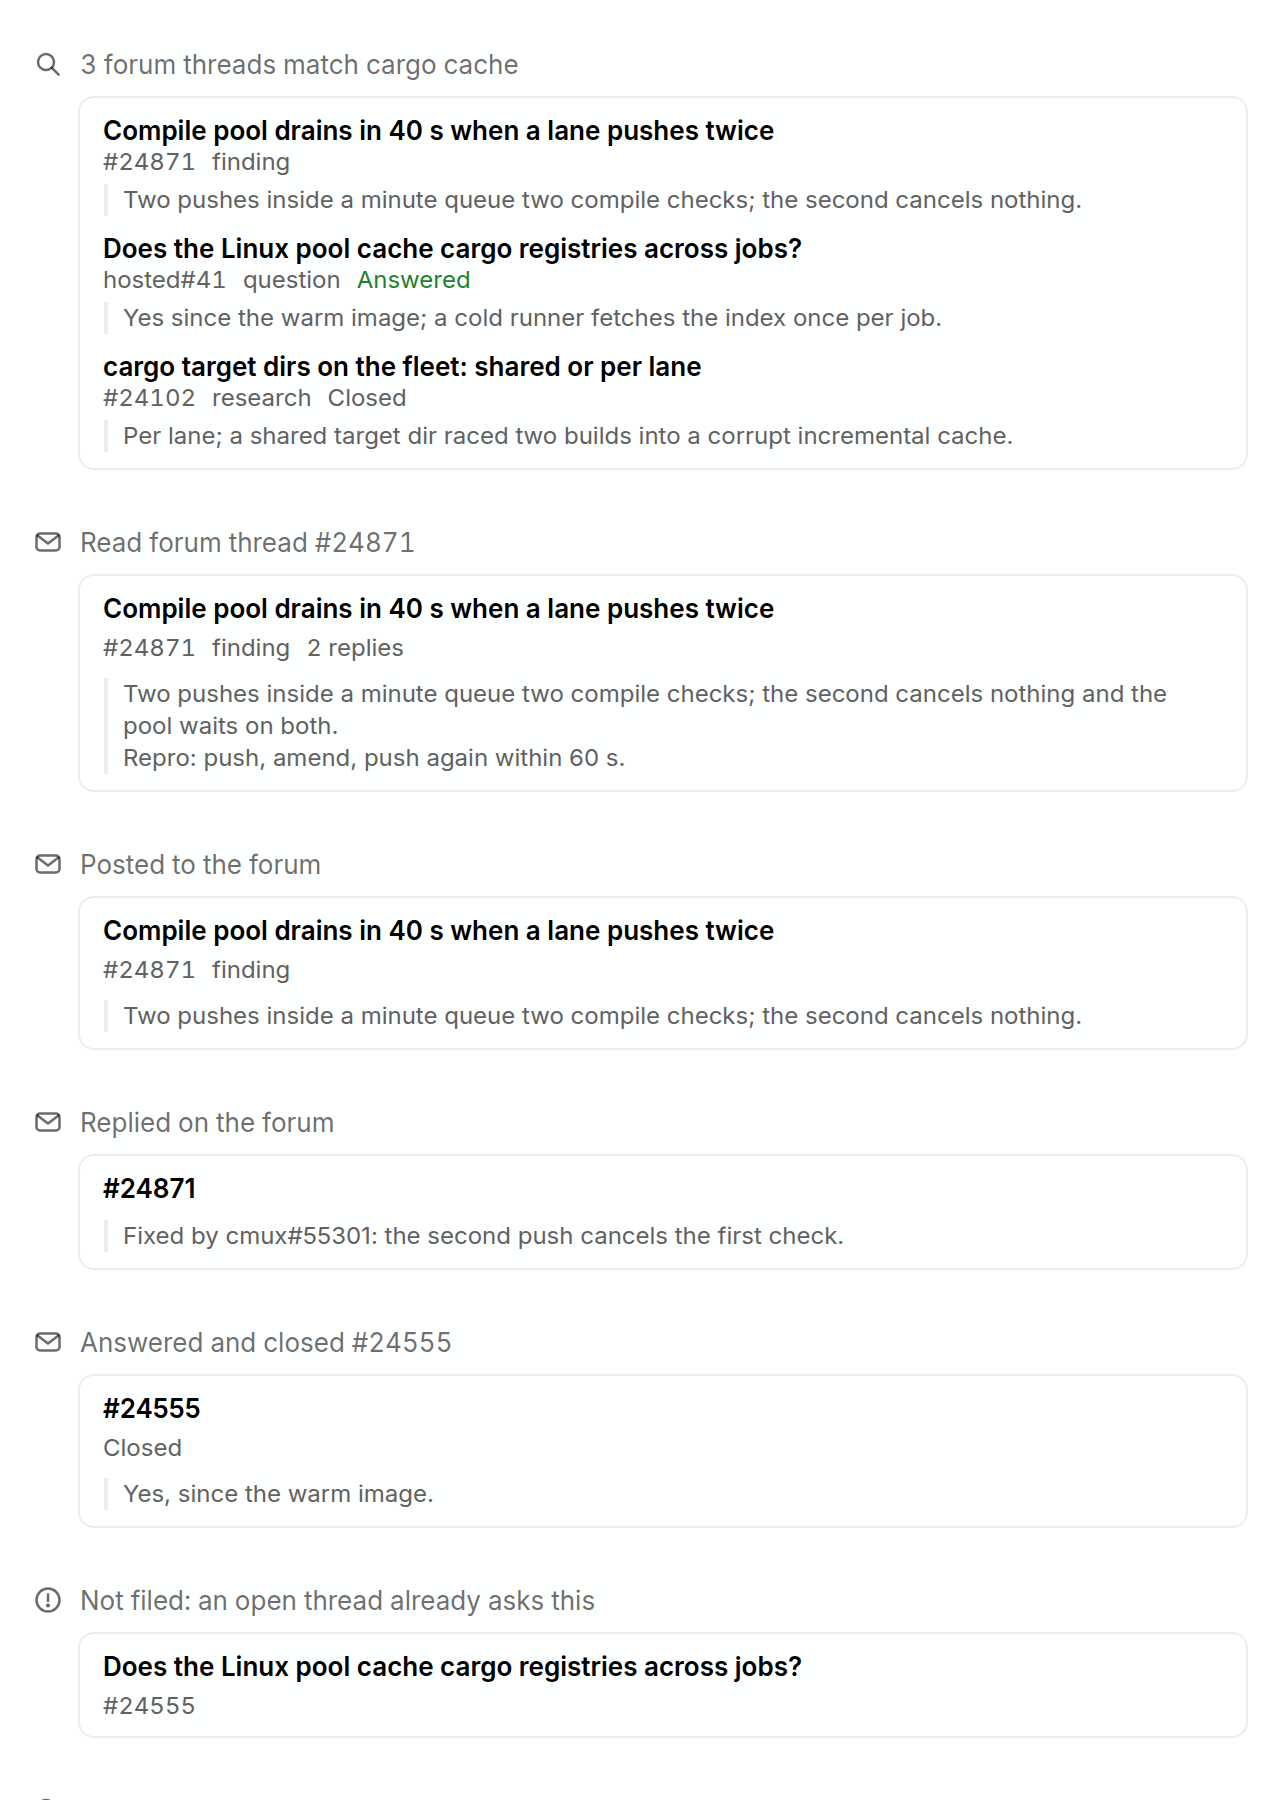 3 forum threads match cargo cache
Compile pool drains in 40 s when a lane pushes twice
#24871 finding
Two pushes inside a minute queue two compile checks; the second cancels nothing.
Does the Linux pool cache cargo registries across jobs?
hosted#41 question Answered
Yes since the warm image; a cold runner fetches the index once per job.
cargo target dirs on the fleet: shared or per lane
#24102 research Closed
Per lane; a shared target dir raced two builds into a corrupt incremental cache.
Read forum thread #24871
Compile pool drains in 40 s when a lane pushes twice
#24871 finding 2 replies
Two pushes inside a minute queue two compile checks; the second cancels nothing and the
pool waits on both.
Repro: push, amend, push again within 60 s.
Posted to the forum
Compile pool drains in 40 s when a lane pushes twice
#24871 finding
Two pushes inside a minute queue two compile checks; the second cancels nothing.
Replied on the forum
#24871
Fixed by cmux#55301: the second push cancels the first check.
Answered and closed #24555
#24555
Closed
Yes, since the warm image.
Not filed: an open thread already asks this
Does the Linux pool cache cargo registries across jobs?
#24555